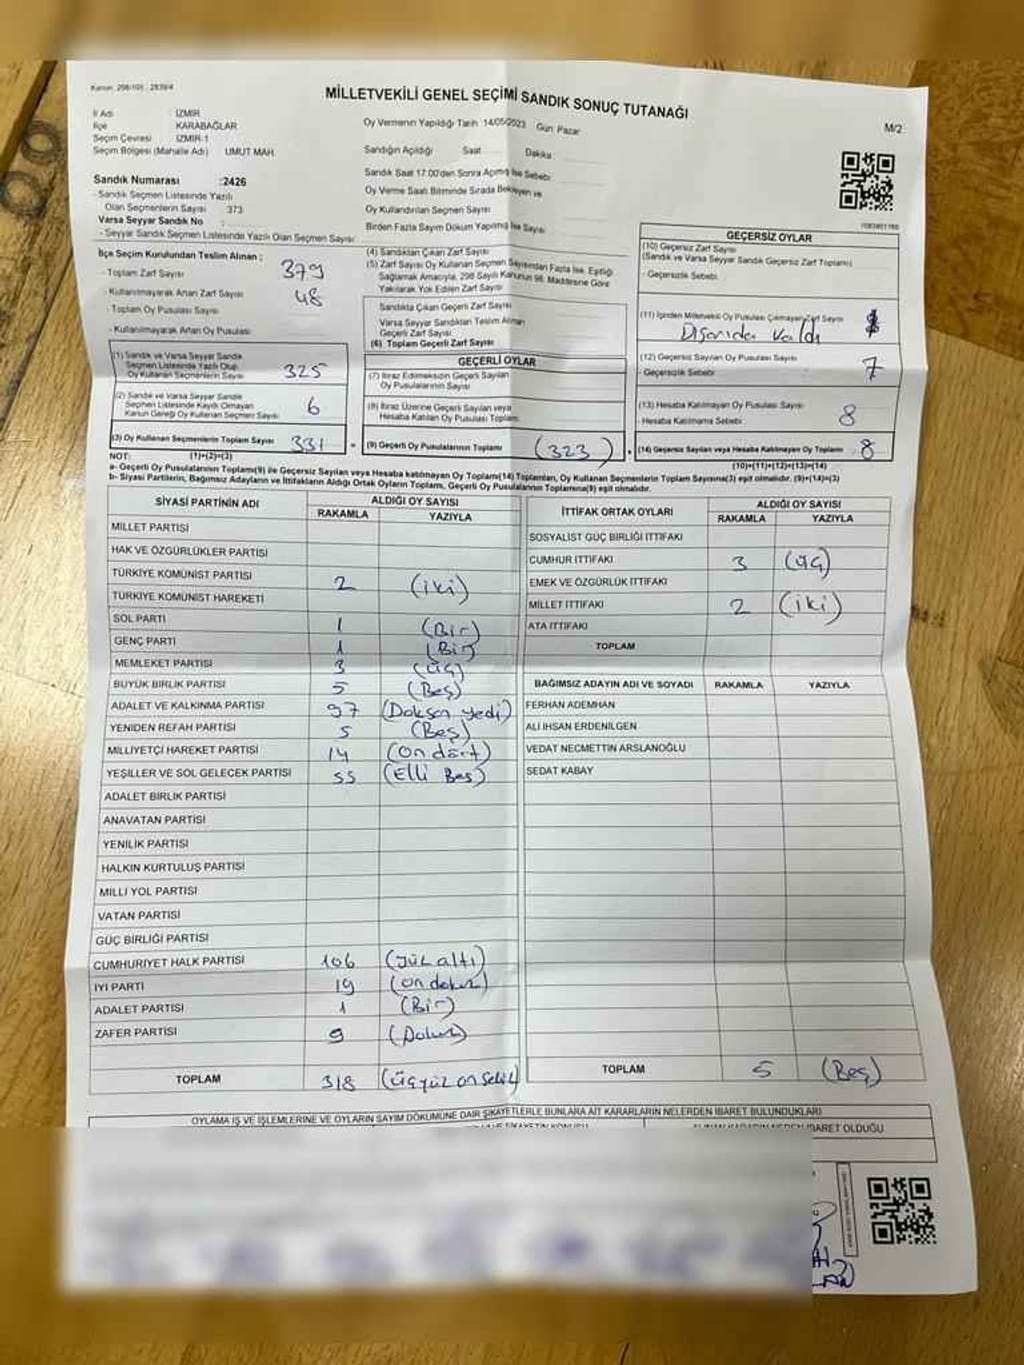 Kanun: 298/105, 2839/4
MİLLETVEKİLİ GENEL SEÇİMİ SANDIK SONUÇ TUTANAĞI
M/2
İl Adı : İZMİR
İlçe : KARABAĞLAR
Seçim Çevresi : İZMİR-1
Seçim Bölgesi (Mahalle Adı) : UMUT MAH.
Oy Vermenin Yapıldığı Tarih 14/05/2023 Gün: Pazar
Sandığın Açıldığı Saat Dakika
Sandık Numarası :2426
- Sandık Seçmen Listesinde Yazılı
Olan Seçmenlerin Sayısı 373
Varsa Seyyar Sandık No :
- Seyyar Sandık Seçmen Listesinde Yazılı Olan Seçmen Sayısı
Sandık Saat 17:00'den Sonra Açılmış İse Sebebi
Oy Verme Saati Bitiminde Sırada Bekleyen ve
Oy Kullandırılan Seçmen Sayısı
Birden Fazla Sayım Döküm Yapılmış İse Sayısı
İlçe Seçim Kurulundan Teslim Alınan ;
- Toplam Zarf Sayısı 379
- Kullanılmayarak Artan Zarf Sayısı 48
- Toplam Oy Pusulası Sayısı
- Kullanılmayarak Artan Oy Pusulası
(4) Sandıktan Çıkan Zarf Sayısı
(5) Zarf Sayısı Oy Kullanan Seçmen Sayısından Fazla İse, Eşitliği
Sağlamak Amacıyla, 298 Sayılı Kanunun 98. Maddesine Göre
Yakılarak Yok Edilen Zarf Sayısı
Sandıkta Çıkan Geçerli Zarf Sayısı
Varsa Seyyar Sandıktan Teslim Alınan
Geçerli Zarf Sayısı
(6) Toplam Geçerli Zarf Sayısı
GEÇERSİZ OYLAR
(10) Geçersiz Zarf Sayısı
(Sandık ve Varsa Seyyar Sandık Geçersiz Zarf Toplamı)
- Geçersizlik Sebebi:
(11) İçinden Milletvekili Oy Pusulası Çıkmayan Zarf Sayısı
Dışarıda kaldı
(12) Geçersiz Sayılan Oy Pusulası Sayısı 7
Geçersizlik Sebebi:
(13) Hesaba Katılmayan Oy Pusulası Sayısı 8
- Hesaba Katılmama Sebebi:
(14) Geçersiz Sayılan veya Hesaba Katılmayan Oy Toplamı 8
(10)+(11)+(12)+(13)=(14)
(1) Sandık ve Varsa Seyyar Sandık
Seçmen Listesinde Yazılı Olup
Oy Kullanan Seçmenlerin Sayısı 325
(2) Sandık ve Varsa Seyyar Sandık
Seçmen Listesinde Kayıtlı Olmayan
Kanun Gereği Oy Kullanan Seçmen Sayısı 6
(3) Oy Kullanan Seçmenlerin Toplam Sayısı 331
(1)+(2)=(3)
GEÇERLİ OYLAR
(7) İtiraz Edilmeksizin Geçerli Sayılan
Oy Pusulalarının Sayısı
(8) İtiraz Üzerine Geçerli Sayılan veya
Hesaba Katılan Oy Pusulası Toplamı
(9) Geçerli Oy Pusulalarının Toplamı (323)
NOT:
a- Geçerli Oy Pusulalarının Toplamı(9) ile Geçersiz Sayılan veya Hesaba katılmayan Oy Toplamı(14) Toplamları, Oy Kullanan Seçmenlerin Toplam Sayısına(3) eşit olmalıdır. (9)+(14)=(3)
b- Siyasi Partilerin, Bağımsız Adayların ve İttifakların Aldığı Ortak Oyların Toplamı, Geçerli Oy Pusulalarının Toplamına(9) eşit olmalıdır.
SİYASİ PARTİNİN ADI ALDIĞI OY SAYISI
RAKAMLA YAZIYLA
MİLLET PARTİSİ
HAK VE ÖZGÜRLÜKLER PARTİSİ
TÜRKİYE KOMÜNİST PARTİSİ 2 (iki)
TÜRKİYE KOMÜNİST HAREKETİ
SOL PARTİ 1 (Bir)
GENÇ PARTİ 1 (Bir)
MEMLEKET PARTİSİ 3 (Üç)
BÜYÜK BİRLİK PARTİSİ 5 (Beş)
ADALET VE KALKINMA PARTİSİ 97 (Doksan yedi)
YENİDEN REFAH PARTİSİ 5 (Beş)
MİLLİYETÇİ HAREKET PARTİSİ 14 (On dört)
YEŞİLLER VE SOL GELECEK PARTİSİ 55 (Elli Beş)
ADALET BİRLİK PARTİSİ
ANAVATAN PARTİSİ
YENİLİK PARTİSİ
HALKIN KURTULUŞ PARTİSİ
MİLLİ YOL PARTİSİ
VATAN PARTİSİ
GÜÇ BİRLİĞİ PARTİSİ
CUMHURİYET HALK PARTİSİ 106 (Yüz altı)
İYİ PARTİ 19 (on dokuz)
ADALET PARTİSİ 1 (Bir)
ZAFER PARTİSİ 9 (Dokuz)
TOPLAM 318 (Üçyüz on sekiz)
İTTİFAK ORTAK OYLARI ALDIĞI OY SAYISI
RAKAMLA YAZIYLA
SOSYALİST GÜÇ BİRLİĞİ İTTİFAKI
CUMHUR İTTİFAKI 3 (üç)
EMEK VE ÖZGÜRLÜK İTTİFAKI
MİLLET İTTİFAKI 2 (iki)
ATA İTTİFAKI
TOPLAM
BAĞIMSIZ ADAYIN ADI VE SOYADI RAKAMLA YAZIYLA
FERHAN ADEMHAN
ALİ İHSAN ERDENİLGEN
VEDAT NECMETTİN ARSLANOĞLU
SEDAT KABAY
TOPLAM 5 (Beş)
OYLAMA İŞ VE İŞLEMLERİNE VE OYLARIN SAYIM DÖKÜMÜNE DAİR ŞİKAYETLERLE BUNLARA AİT KARARLARIN NELERDEN İBARET BULUNDUKLARI